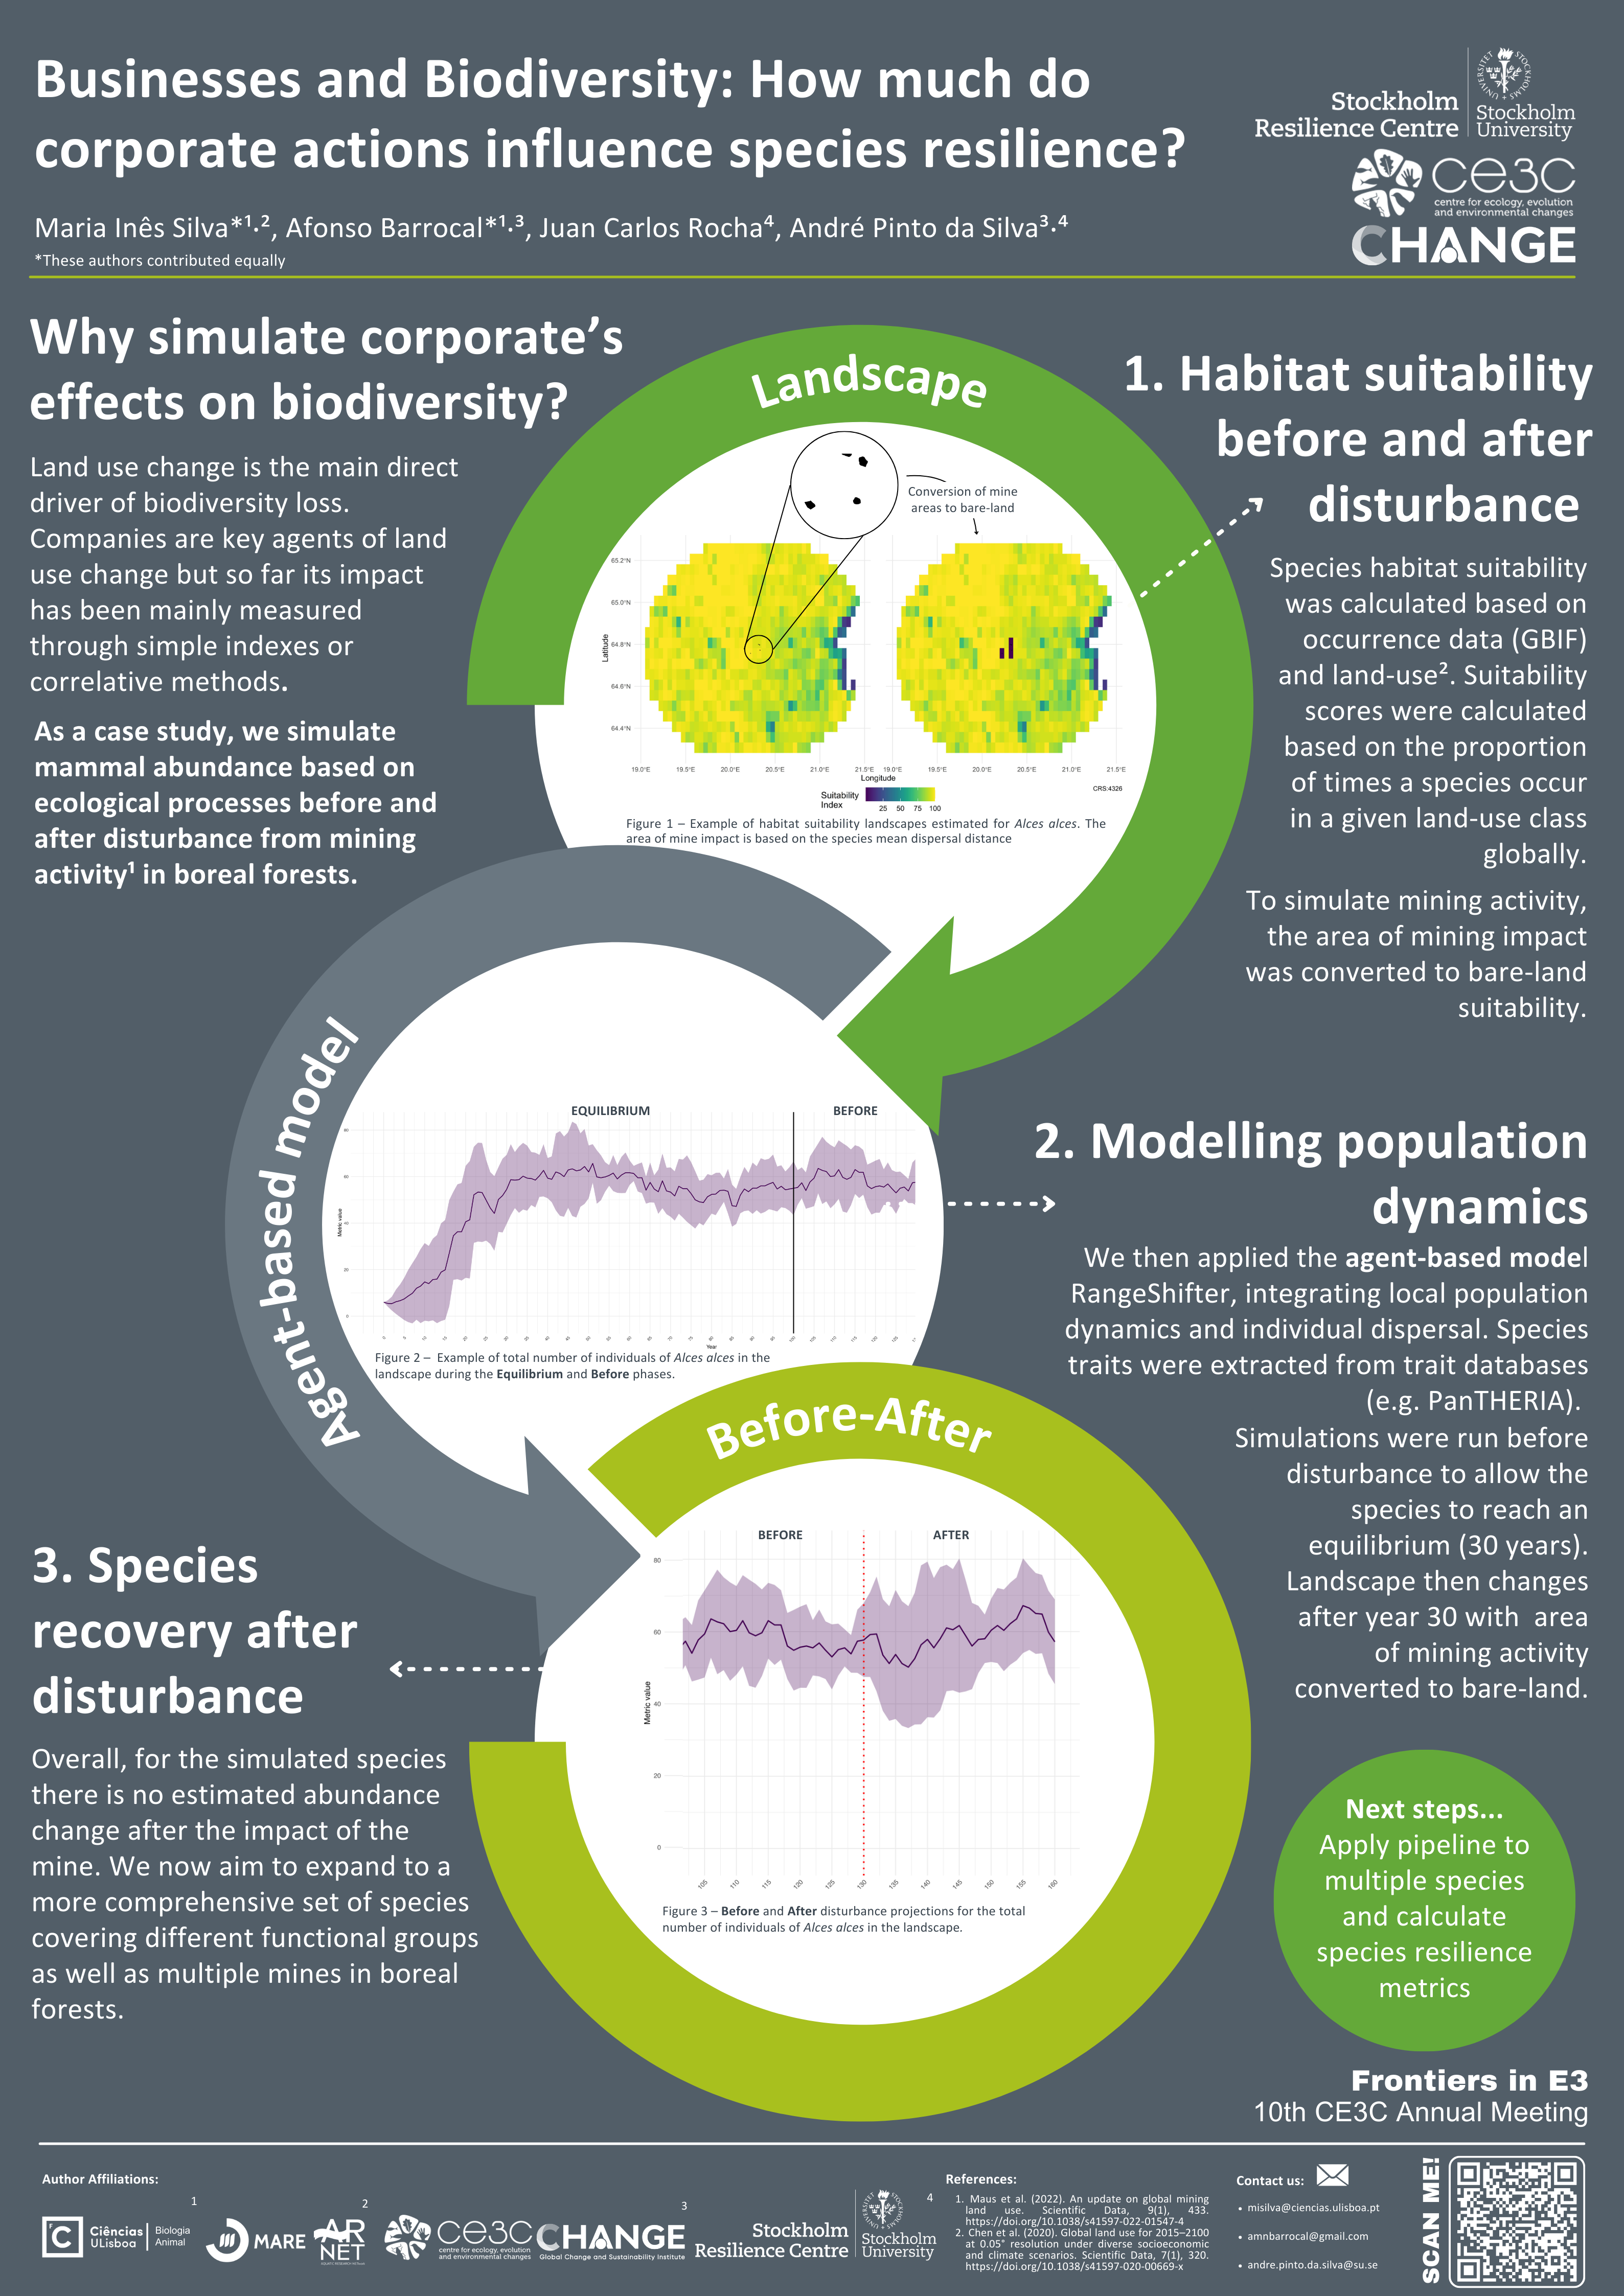 Businesses and Biodiversity: How much do
corporate actions influence species resilience?
Maria Inês Silva*¹·², Afonso Barrocal*¹·³, Juan Carlos Rocha⁴, André Pinto da Silva³·⁴
*These authors contributed equally
Stockholm
Resilience Centre
Stockholm
University
ce3c
centre for ecology, evolution
and environmental changes
CHANGE
Why simulate corporate's
effects on biodiversity?
Land use change is the main direct
driver of biodiversity loss.
Companies are key agents of land
use change but so far its impact
has been mainly measured
through simple indexes or
correlative methods.
As a case study, we simulate
mammal abundance based on
ecological processes before and
after disturbance from mining
activity¹ in boreal forests.
Landscape
Conversion of mine
areas to bare-land
65.2°N
65.0°N
64.8°N
64.6°N
64.4°N
Latitude
19.0°E 19.5°E 20.0°E 20.5°E 21.0°E 21.5°E 19.0°E 19.5°E 20.0°E 20.5°E 21.0°E 21.5°E
Longitude
CRS:4326
Suitability
Index
25 50 75 100
Figure 1 – Example of habitat suitability landscapes estimated for Alces alces. The
area of mine impact is based on the species mean dispersal distance
1. Habitat suitability
before and after
disturbance
Species habitat suitability
was calculated based on
occurrence data (GBIF)
and land-use². Suitability
scores were calculated
based on the proportion
of times a species occur
in a given land-use class
globally.
To simulate mining activity,
the area of mining impact
was converted to bare-land
suitability.
Agent-based model
EQUILIBRIUM
BEFORE
80
60
40
20
0
Metric value
Year
Figure 2 – Example of total number of individuals of Alces alces in the
landscape during the Equilibrium and Before phases.
2. Modelling population
dynamics
We then applied the agent-based model
RangeShifter, integrating local population
dynamics and individual dispersal. Species
traits were extracted from trait databases
(e.g. PanTHERIA).
Simulations were run before
disturbance to allow the
species to reach an
equilibrium (30 years).
Landscape then changes
after year 30 with area
of mining activity
converted to bare-land.
Before-After
BEFORE
AFTER
80
60
40
20
0
Metric value
105 110 115 120 125 130 135 140 145 150 155 160
Figure 3 – Before and After disturbance projections for the total
number of individuals of Alces alces in the landscape.
3. Species
recovery after
disturbance
Overall, for the simulated species
there is no estimated abundance
change after the impact of the
mine. We now aim to expand to a
more comprehensive set of species
covering different functional groups
as well as multiple mines in boreal
forests.
Next steps...
Apply pipeline to
multiple species
and calculate
species resilience
metrics
Frontiers in E3
10th CE3C Annual Meeting
Author Affiliations:
1
Ciências
ULisboa
Biologia
Animal
2
MARE
AR
NET
3
ce3c
centre for ecology, evolution
and environmental changes
CHANGE
Global Change and Sustainability Institute
4
Stockholm
Resilience Centre
Stockholm
University
References:
1. Maus et al. (2022). An update on global mining
land use. Scientific Data, 9(1), 433.
https://doi.org/10.1038/s41597-022-01547-4
2. Chen et al. (2020). Global land use for 2015–2100
at 0.05° resolution under diverse socioeconomic
and climate scenarios. Scientific Data, 7(1), 320.
https://doi.org/10.1038/s41597-020-00669-x
Contact us:
• misilva@ciencias.ulisboa.pt
• amnbarrocal@gmail.com
• andre.pinto.da.silva@su.se
SCAN ME!